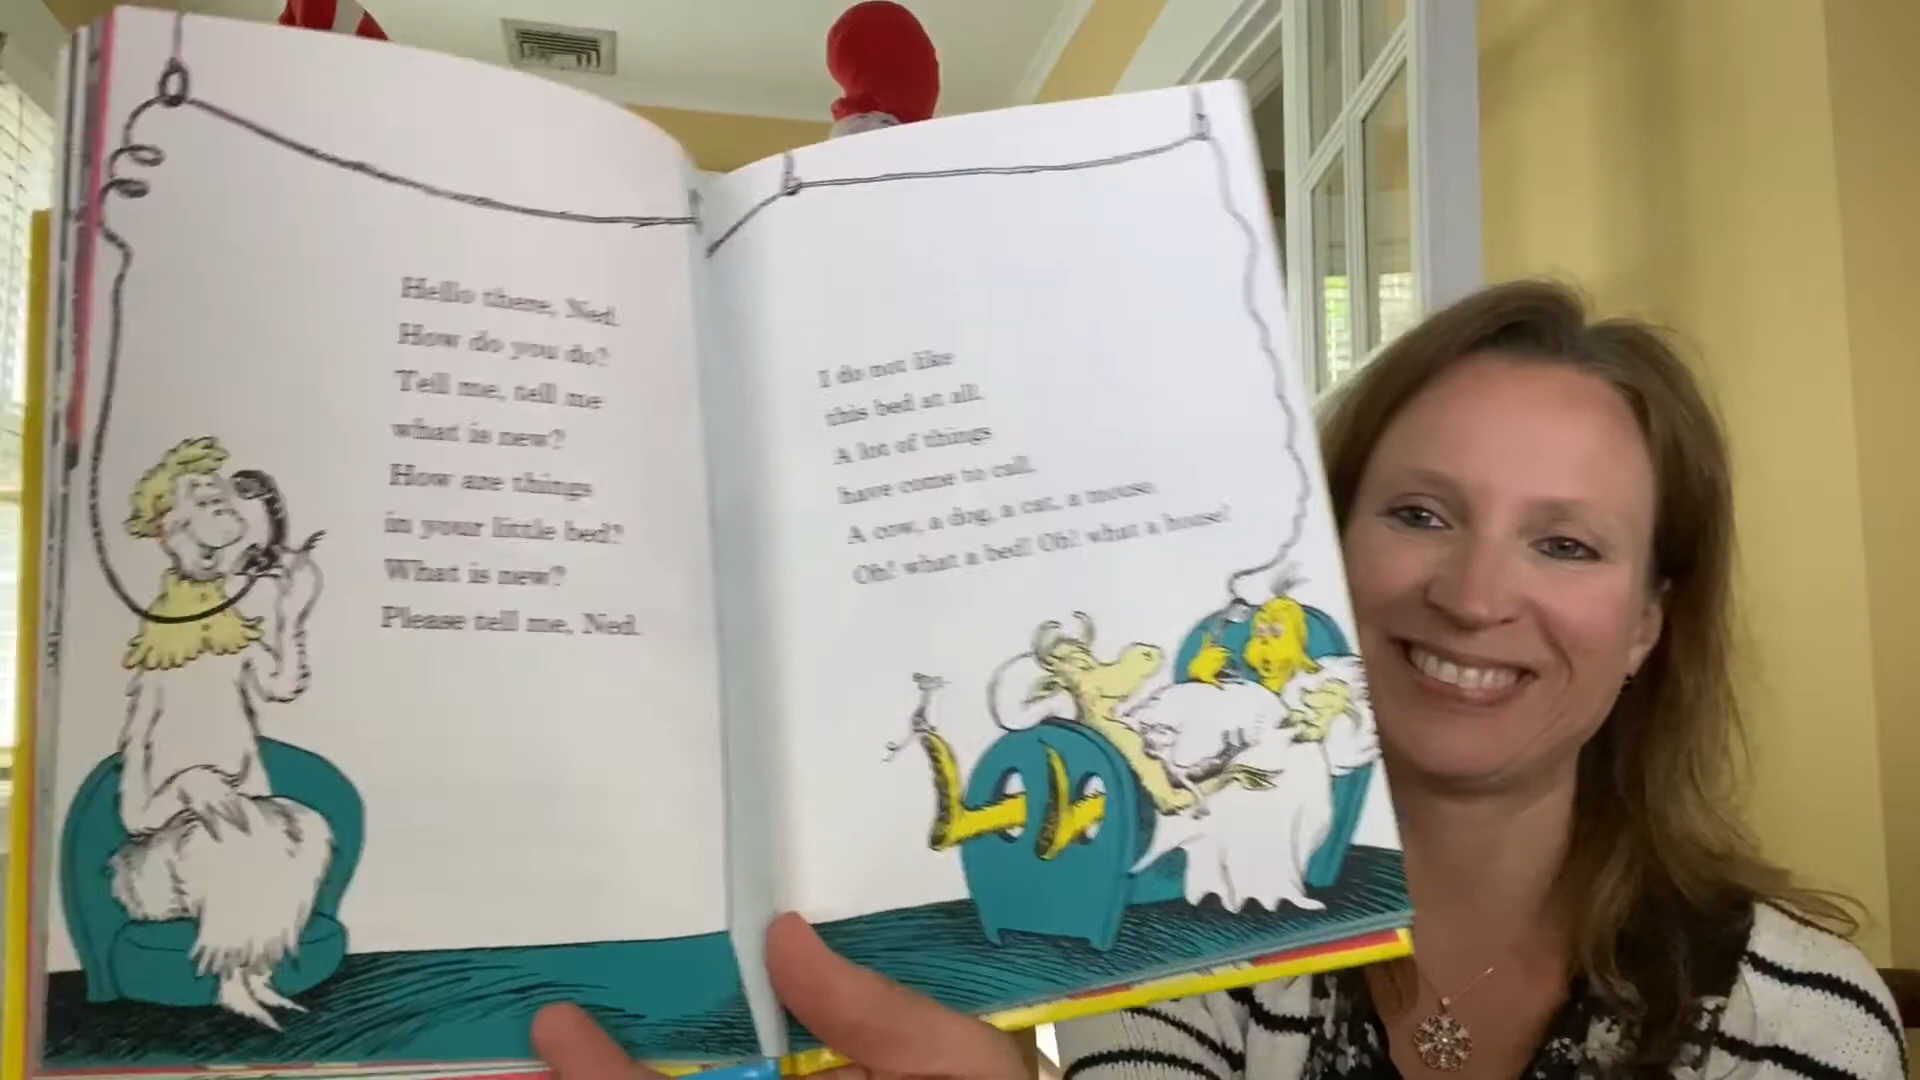 Hello there, Ned.
How do you do?
Tell me, tell me
what is new?
How are things
in your little bed?
What is new?
Please tell me, Ned.
I do not like
this bed at all.
A lot of things
have come to call.
A cow, a dog, a cat, a mouse.
Oh! what a bed! Oh! what a house!